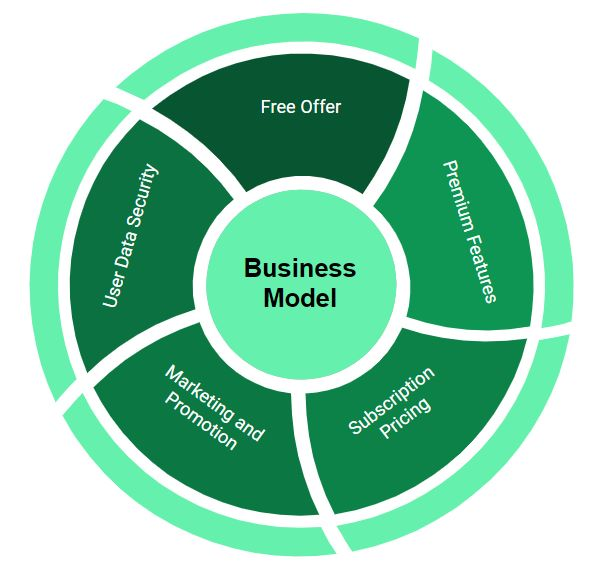 Free Offer
Premium Features
Subscription
Pricing
Marketing and
Promotion
User Data Security
Business
Model